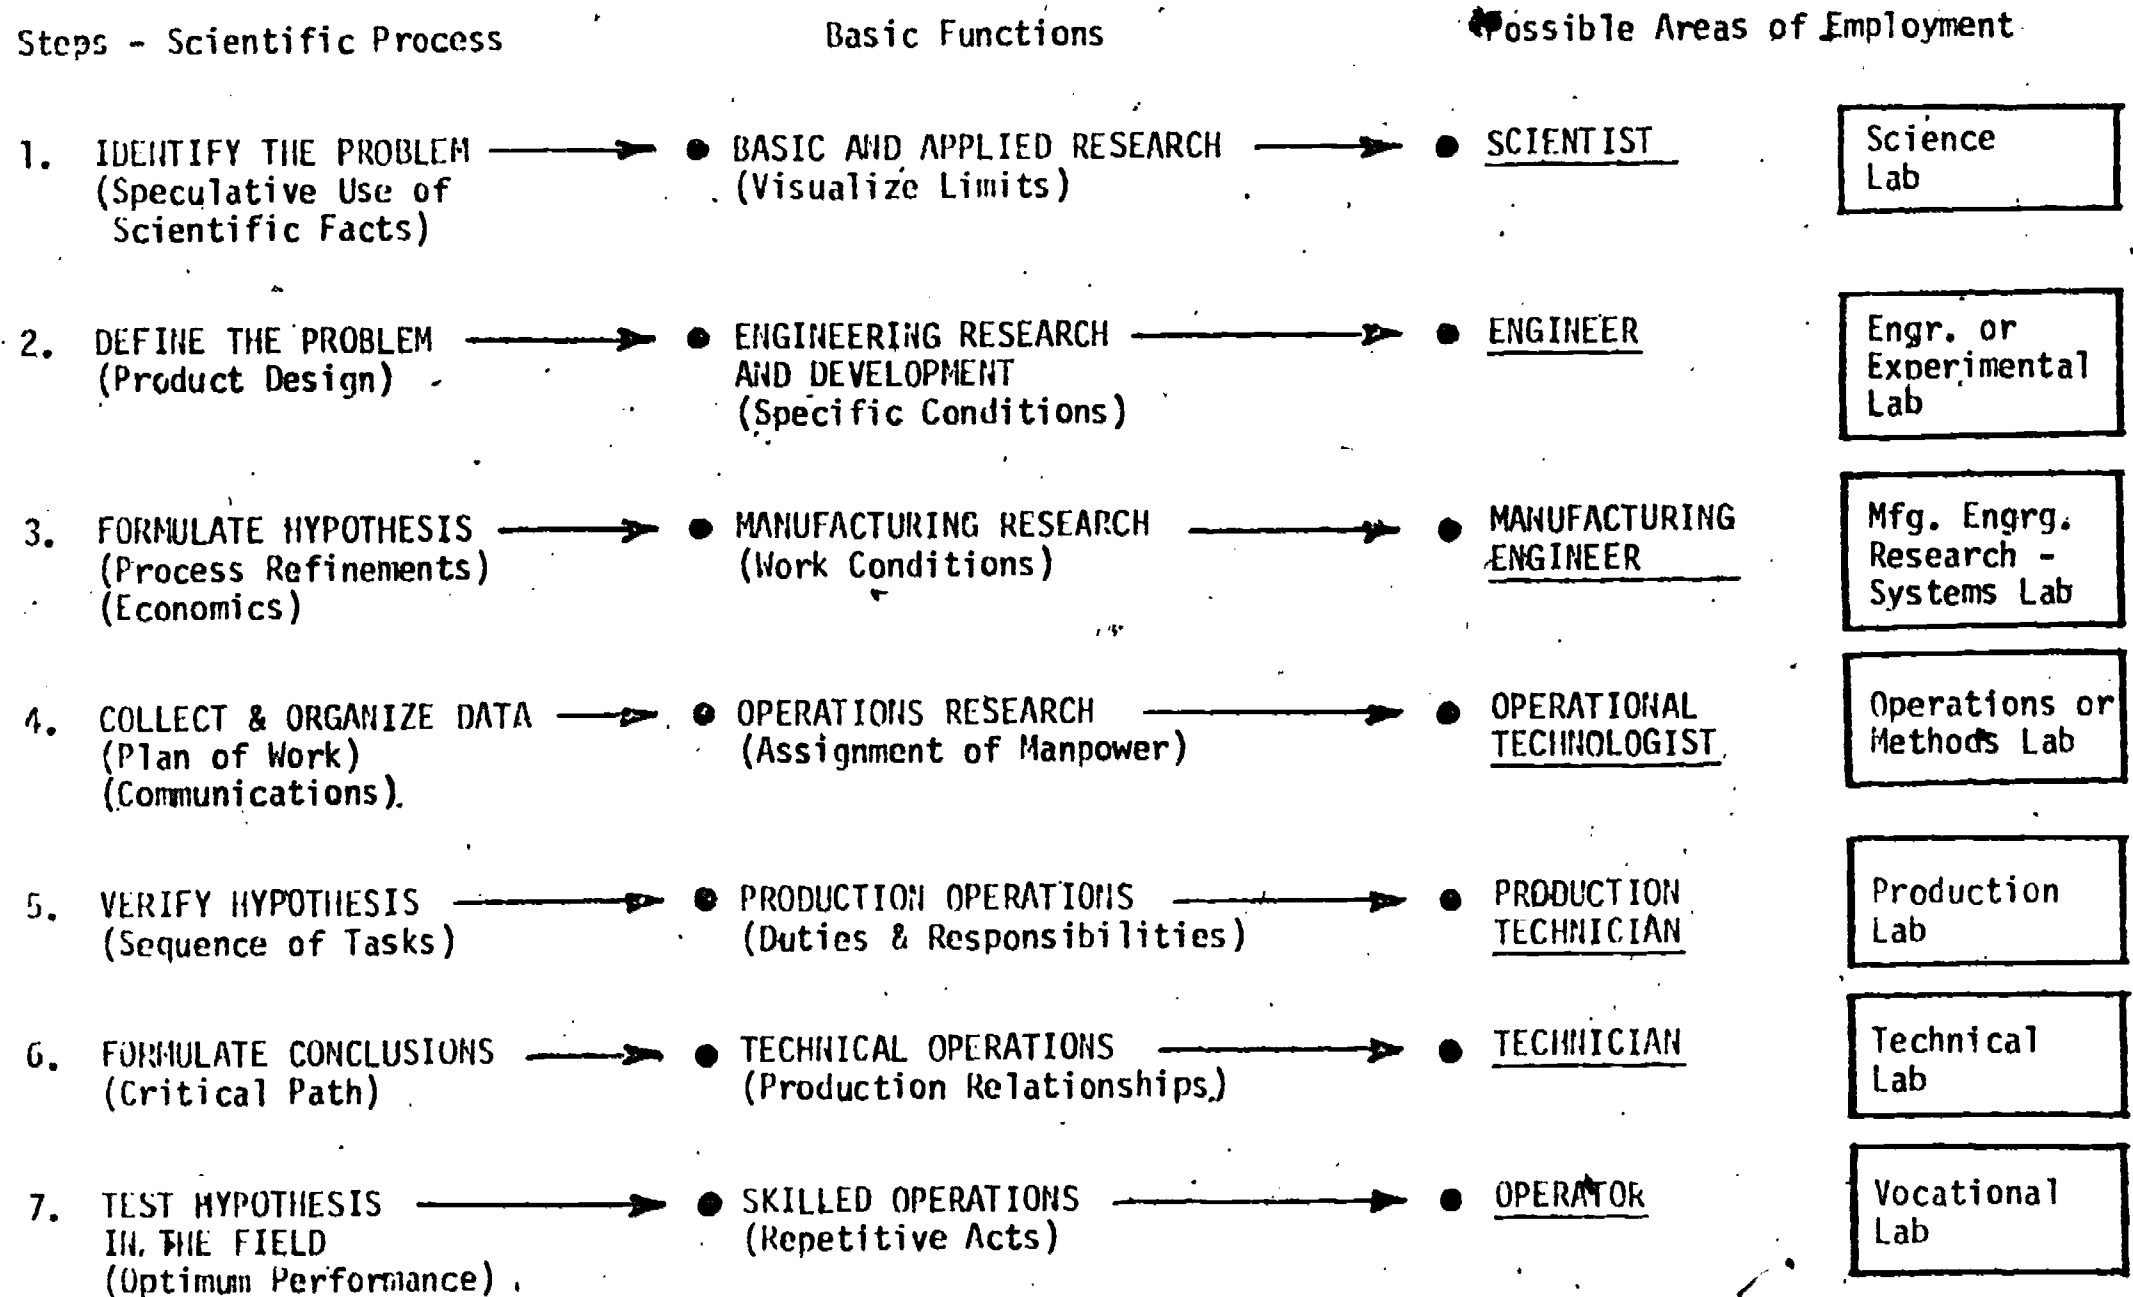 Steps - Scientific Process
Basic Functions
Possible Areas of Employment
1. IDENTIFY THE PROBLEM
(Speculative Use of
Scientific Facts)
BASIC AND APPLIED RESEARCH
(Visualize Limits)
SCIENTIST
Science
Lab
2. DEFINE THE PROBLEM
(Product Design)
ENGINEERING RESEARCH
AND DEVELOPMENT
(Specific Conditions)
ENGINEER
Engr. or
Experimental
Lab
3. FORMULATE HYPOTHESIS
(Process Refinements)
(Economics)
MANUFACTURING RESEARCH
(Work Conditions)
MANUFACTURING
ENGINEER
Mfg. Engrg.
Research -
Systems Lab
4. COLLECT & ORGANIZE DATA
(Plan of Work)
(Communications).
OPERATIONS RESEARCH
(Assignment of Manpower)
OPERATIONAL
TECHNOLOGIST
Operations or
Methods Lab
5. VERIFY HYPOTHESIS
(Sequence of Tasks)
PRODUCTION OPERATIONS
(Duties & Responsibilities)
PRODUCTION
TECHNICIAN
Production
Lab
6. FORMULATE CONCLUSIONS
(Critical Path)
TECHNICAL OPERATIONS
(Production Relationships)
TECHNICIAN
Technical
Lab
7. TEST HYPOTHESIS
IN THE FIELD
(Optimum Performance)
SKILLED OPERATIONS
(Repetitive Acts)
OPERATOR
Vocational
Lab